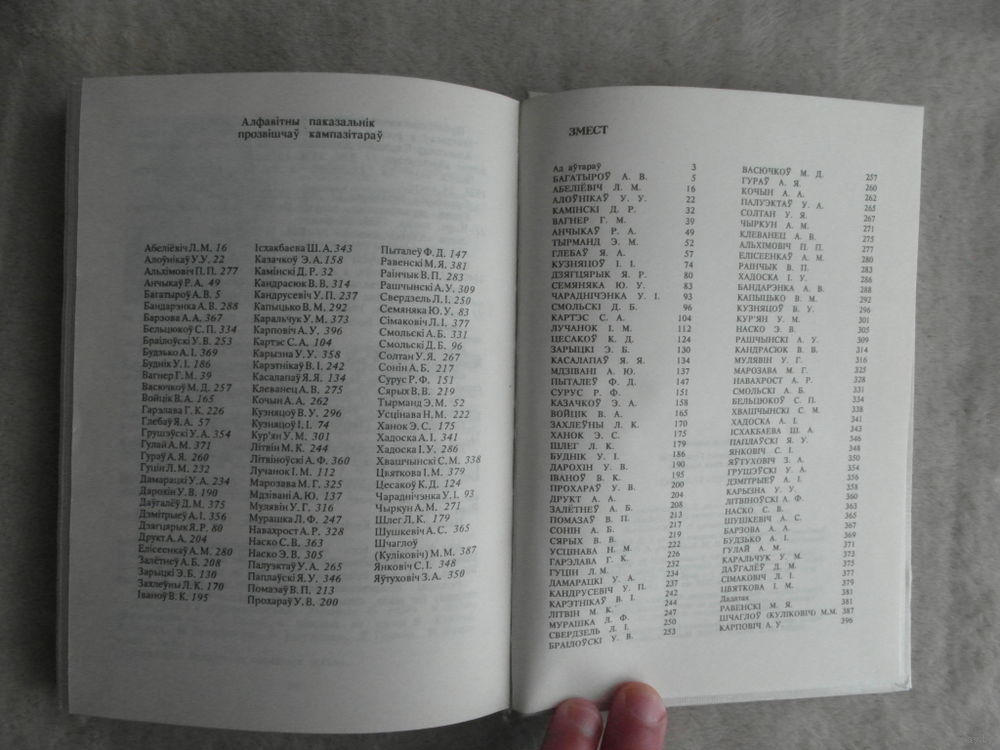 Алфавітны паказальнік
прозвішчаў кампазітараў
Абеліёвіч Л. М. 16
Алоўнікаў У. У. 22
Альхімовіч П. П. 277
Анчыкаў Р. А. 49
Багатыроў А. В. 5
Бандарэнка А. В. 288
Барзова А. А. 367
Бельцюкоў С. П. 334
Браілоўскі У. В. 253
Будзько А. І. 369
Буднік У. І. 186
Вагнер Г. М. 39
Васючкоў М. Д. 257
Войцік В. А. 165
Гарэлава Г. К. 226
Глебаў Я. А. 57
Грушэўскі У. А. 354
Гулай А. М. 371
Гураў А. Я. 260
Гуцін Л. М. 232
Дамарацкі У. А. 234
Дарохін У. В. 190
Даўгалёў Д. М. 375
Дзмітрыеў А. І. 356
Дзягцярык Я. Р. 80
Друкт А. А. 204
Елісеенкаў А. М. 280
Залётнеў А. Б. 208
Зарыцкі Э. Б. 130
Захлеўны Л. К. 170
Іваноў В. К. 195
Ісхакбаева Ш. А. 343
Казачкоў Э. А. 158
Камінскі Д. Р. 32
Кандрасюк В. В. 314
Кандрусевіч У. П. 237
Капыцько В. М. 292
Каральчук У. М. 373
Карповіч А. У. 396
Картэс С. А. 104
Карызна У. У. 358
Карэтнікаў В. І. 242
Касалапаў Я. Я. 134
Клеванец А. В. 275
Кочын А. А. 262
Кузняцоў В. У. 296
Кузняцоў І. І. 74
Кур'ян У. М. 301
Літвін М. К. 244
Літвіноўскі А. Ф. 360
Лучанок І. М. 112
Марозава М. Г. 325
Мдзівані А. Ю. 137
Мулявін У. Г. 316
Мурашка Л. Ф. 247
Навахрост А. Р. 328
Наско С. В. 363
Наско Э. В. 305
Палуэктаў У. А. 265
Паплаўскі Я. У. 346
Помазаў В. П. 213
Прохараў У. В. 200
Пыталеў Ф. Д. 147
Равенскі М. Я. 381
Раінчык В. П. 283
Рашчынскі А. У. 309
Свердзель Л. І. 250
Семяняка Ю. У. 83
Сімаковіч Л. І. 377
Смольскі А. Б. 331
Смольскі Д. Б. 96
Солтан У. Я. 267
Сонін А. Б. 217
Сурус Р. Ф. 151
Сярых В. В. 219
Тырманд Э. М. 52
Усцінава Н. М. 222
Ханок Э. С. 175
Хадоска А. І. 341
Хадоска І. У. 286
Хвашчынскі С. М. 338
Цвяткова І. М. 379
Цесакоў К. Д. 124
Чараднічэнка У. І. 93
Чыркун А. М. 271
Шлег Л. К. 179
Шушкевіч А. С. 365
Шчаглоў
(Куліковіч) М. М. 387
Янковіч С. І. 348
Яўтуховіч З. А. 350
ЗМЕСТ
Ад аўтараў 3
БАГАТЫРОЎ А. В. 5
АБЕЛІЁВІЧ Л. М. 16
АЛОЎНІКАЎ У. У. 22
КАМІНСКІ Д. Р. 32
ВАГНЕР Г. М. 39
АНЧЫКАЎ Р. А. 49
ТЫРМАНД Э. М. 52
ГЛЕБАЎ Я. А. 57
КУЗНЯЦОЎ І. І. 74
ДЗЯГЦЯРЫК Я. Р. 80
СЕМЯНЯКА Ю. У. 83
ЧАРАДНІЧЭНКА У. І. 93
СМОЛЬСКІ Д. Б. 96
КАРТЭС С. А. 104
ЛУЧАНОК І. М. 112
ЦЕСАКОЎ К. Д. 124
ЗАРЫЦКІ Э. Б. 130
КАСАЛАПАЎ Я. Я. 134
МДЗІВАНІ А. Ю. 137
ПЫТАЛЕЎ Ф. Д. 147
СУРУС Р. Ф. 151
КАЗАЧКОЎ Э. А. 158
ВОЙЦІК В. А. 165
ЗАХЛЕЎНЫ Л. К. 170
ХАНОК Э. С. 175
ШЛЕГ Л. К. 179
БУДНІК У. І. 186
ДАРОХІН У. В. 190
ІВАНОЎ В. К. 195
ПРОХАРАЎ У. В. 200
ДРУКТ А. А. 204
ЗАЛЁТНЕЎ А. Б. 208
ПОМАЗАЎ В. П. 213
СОНІН А. Б. 217
СЯРЫХ В. В. 219
УСЦІНАВА Н. М. 222
ГАРЭЛАВА Г. К. 226
ГУЦІН Л. М. 232
ДАМАРАЦКІ У. А. 234
КАНДРУСЕВІЧ У. П. 237
КАРЭТНІКАЎ В. І. 242
ЛІТВІН М. К. 244
МУРАШКА Л. Ф. 247
СВЕРДЗЕЛЬ Л. І. 250
БРАІЛОЎСКІ У. В. 253
ВАСЮЧКОЎ М. Д. 257
ГУРАЎ А. Я. 260
КОЧЫН А. А. 262
ПАЛУЭКТАЎ У. А. 265
СОЛТАН У. Я. 267
ЧЫРКУН А. М. 271
КЛЕВАНЕЦ А. В. 275
АЛЬХІМОВІЧ П. П. 277
ЕЛІСЕЕНКАЎ А. М. 280
РАІНЧЫК В. П. 283
ХАДОСКА І. У. 286
БАНДАРЭНКА А. В. 288
КАПЫЦЬКО В. М. 292
КУЗНЯЦОЎ В. У. 296
КУР'ЯН У. М. 301
НАСКО Э. В. 305
РАШЧЫНСКІ А. У. 309
КАНДРАСЮК В. В. 314
МУЛЯВІН У. Г. 316
МАРОЗАВА М. Г. 325
НАВАХРОСТ А. Р. 328
СМОЛЬСКІ А. Б. 331
БЕЛЬЦЮКОЎ С. П. 334
ХВАШЧЫНСКІ С. М. 338
ХАДОСКА А. І. 341
ІСХАКБАЕВА Ш. А. 343
ПАПЛАЎСКІ Я. У. 346
ЯНКОВІЧ С. І. 348
ЯЎТУХОВІЧ З. А. 350
ГРУШЭЎСКІ У. А. 354
ДЗМІТРЫЕЎ А. І. 356
КАРЫЗНА У. У. 358
ЛІТВІНОЎСКІ А. Ф. 360
НАСКО С. В. 363
ШУШКЕВІЧ А. С. 365
БАРЗОВА А. А. 367
БУДЗЬКО А. І. 369
ГУЛАЙ А. М. 371
КАРАЛЬЧУК У. М. 373
ДАЎГАЛЁЎ Д. М. 375
СІМАКОВІЧ Л. І. 377
ЦВЯТКОВА І. М. 379
Дадатак 381
РАВЕНСКІ М. Я. 381
ШЧАГЛОЎ (КУЛІКОВІЧ) М. М. 387
КАРПОВІЧ А. У. 396